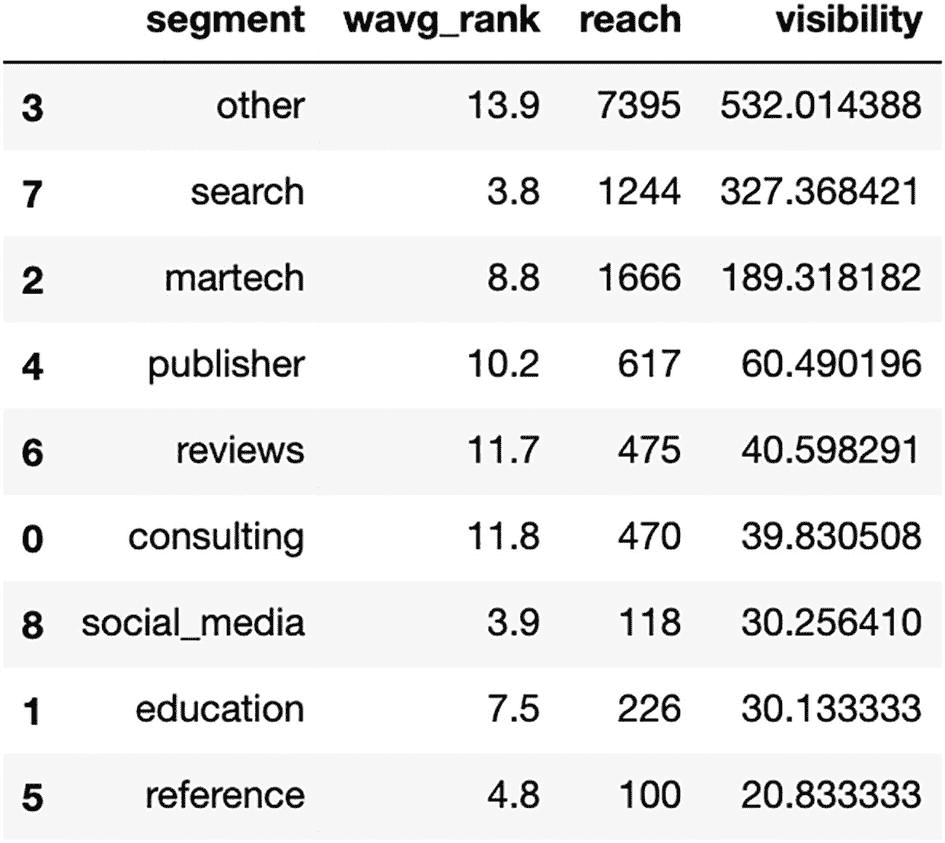 segment wavg_rank reach visibility
3 other 13.9 7395 532.014388
7 search 3.8 1244 327.368421
2 martech 8.8 1666 189.318182
4 publisher 10.2 617 60.490196
6 reviews 11.7 475 40.598291
0 consulting 11.8 470 39.830508
8 social_media 3.9 118 30.256410
1 education 7.5 226 30.133333
5 reference 4.8 100 20.833333